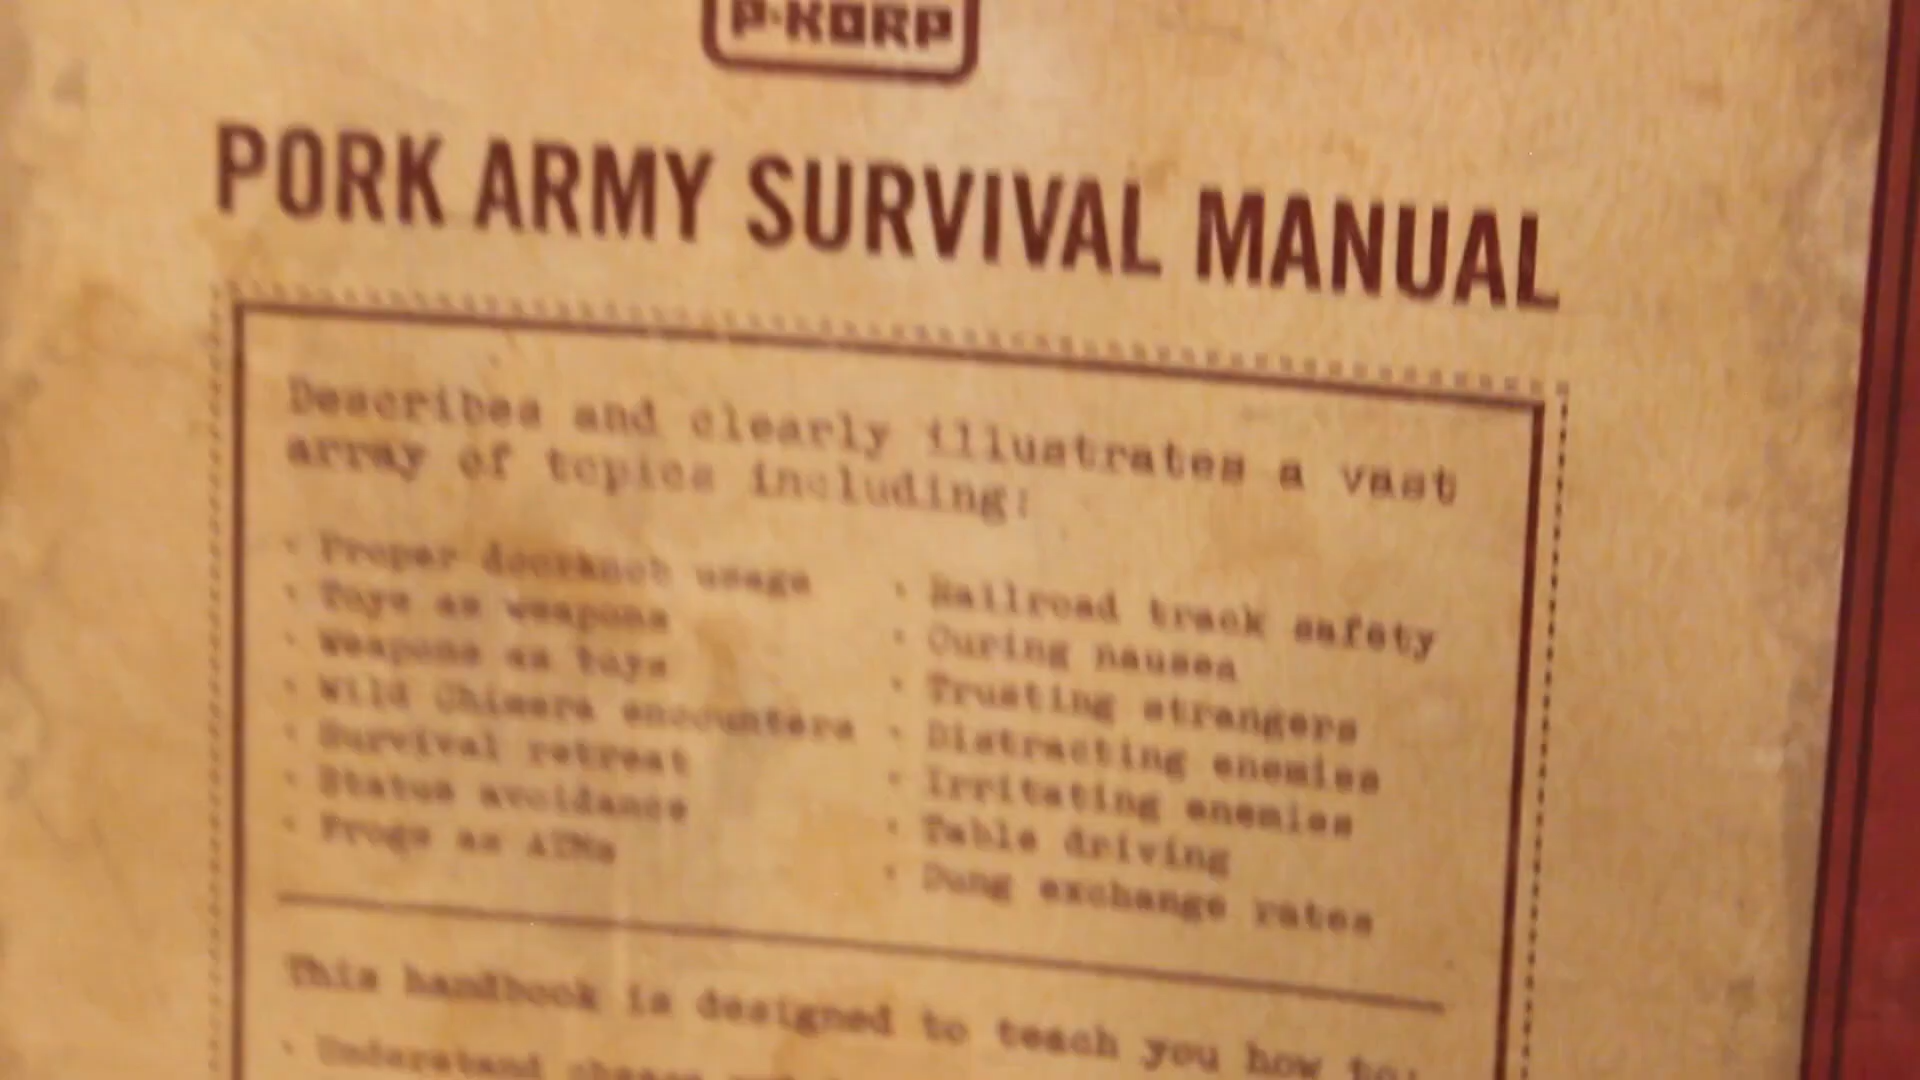 P-KORP
PORK ARMY SURVIVAL MANUAL
Describes and clearly illustrates a vast
array of topics including:
· Proper doorknob usage
· Toys as weapons
· Weapons as toys
· Wild Chimera encounters
· Survival retreat
· Status avoidance
· Frogs as ATMs
· Railroad track safety
· Curing nausea
· Trusting strangers
· Distracting enemies
· Irritating enemies
· Table driving
· Dung exchange rates
This handbook is designed to teach you how to:
· Understand